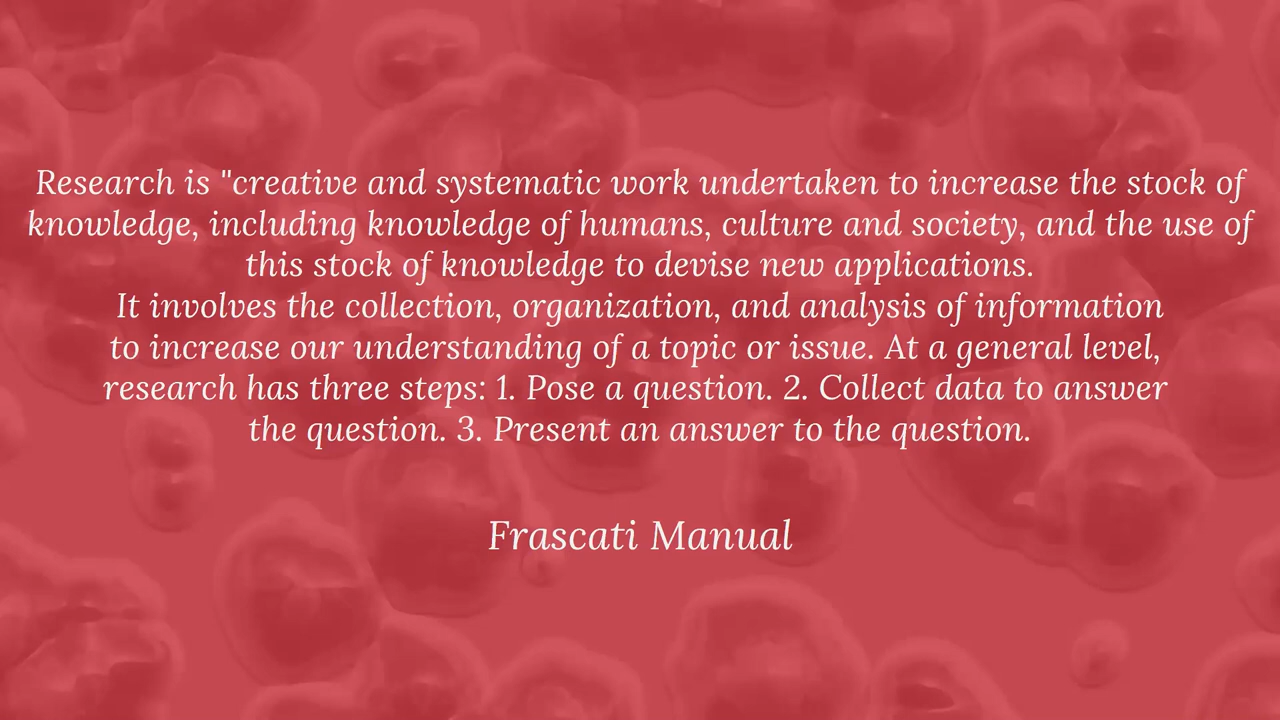 Research is "creative and systematic work undertaken to increase the stock of
knowledge, including knowledge of humans, culture and society, and the use of
this stock of knowledge to devise new applications.
It involves the collection, organization, and analysis of information
to increase our understanding of a topic or issue. At a general level,
research has three steps: 1. Pose a question. 2. Collect data to answer
the question. 3. Present an answer to the question.
Frascati Manual